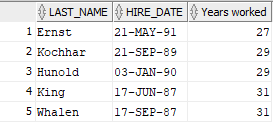 LAST_NAME HIRE_DATE Years worked
1 Ernst 21-MAY-91 27
2 Kochhar 21-SEP-89 29
3 Hunold 03-JAN-90 29
4 King 17-JUN-87 31
5 Whalen 17-SEP-87 31